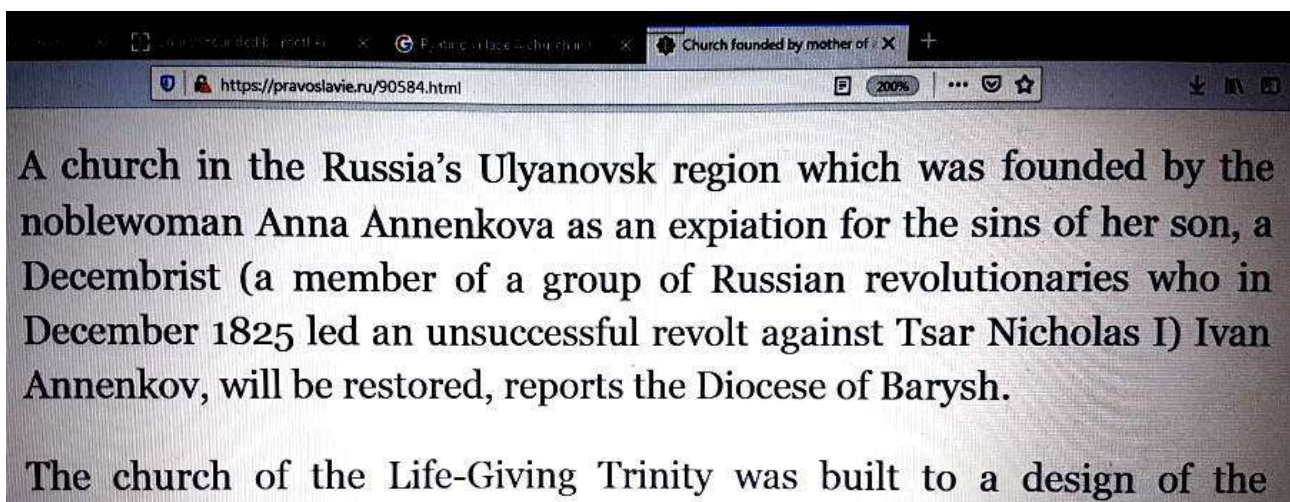 Church founded by mother of
https://pravoslavie.ru/90584.html
200%
A church in the Russia's Ulyanovsk region which was founded by the
noblewoman Anna Annenkova as an expiation for the sins of her son, a
Decembrist (a member of a group of Russian revolutionaries who in
December 1825 led an unsuccessful revolt against Tsar Nicholas I) Ivan
Annenkov, will be restored, reports the Diocese of Barysh.
The church of the Life-Giving Trinity was built to a design of the